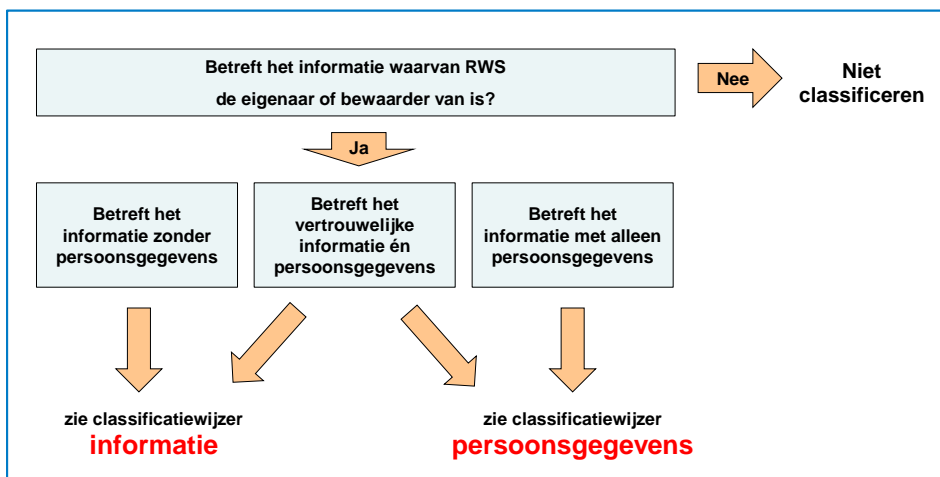 Betreft het informatie waarvan RWS
de eigenaar of bewaarder van is?
Nee
Niet
classificeren
Ja
Betreft het
informatie zonder
persoonsgegevens
Betreft het
vertrouwelijke
informatie én
persoonsgegevens
Betreft het
informatie met alleen
persoonsgegevens
zie classificatiewijzer
informatie
zie classificatiewijzer
persoonsgegevens